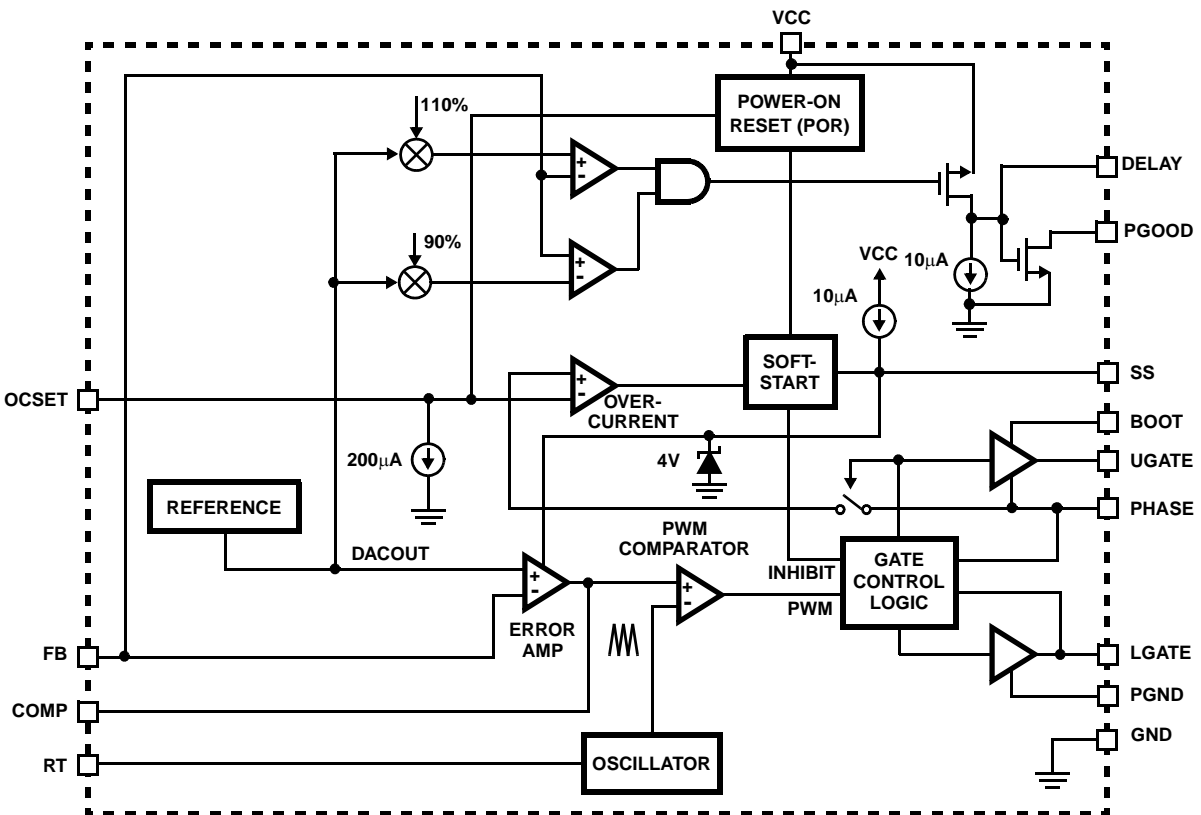 VCC
POWER-ON
RESET (POR)
110%
+
-
DELAY
PGOOD
90%
+
-
VCC
10μA
10μA
SOFT-
START
SS
OCSET
+
-
OVER-
CURRENT
BOOT
200μA
4V
UGATE
REFERENCE
PHASE
PWM
COMPARATOR
DACOUT
+
-
+
-
INHIBIT
PWM
GATE
CONTROL
LOGIC
ERROR
AMP
FB
LGATE
PGND
COMP
GND
RT
OSCILLATOR